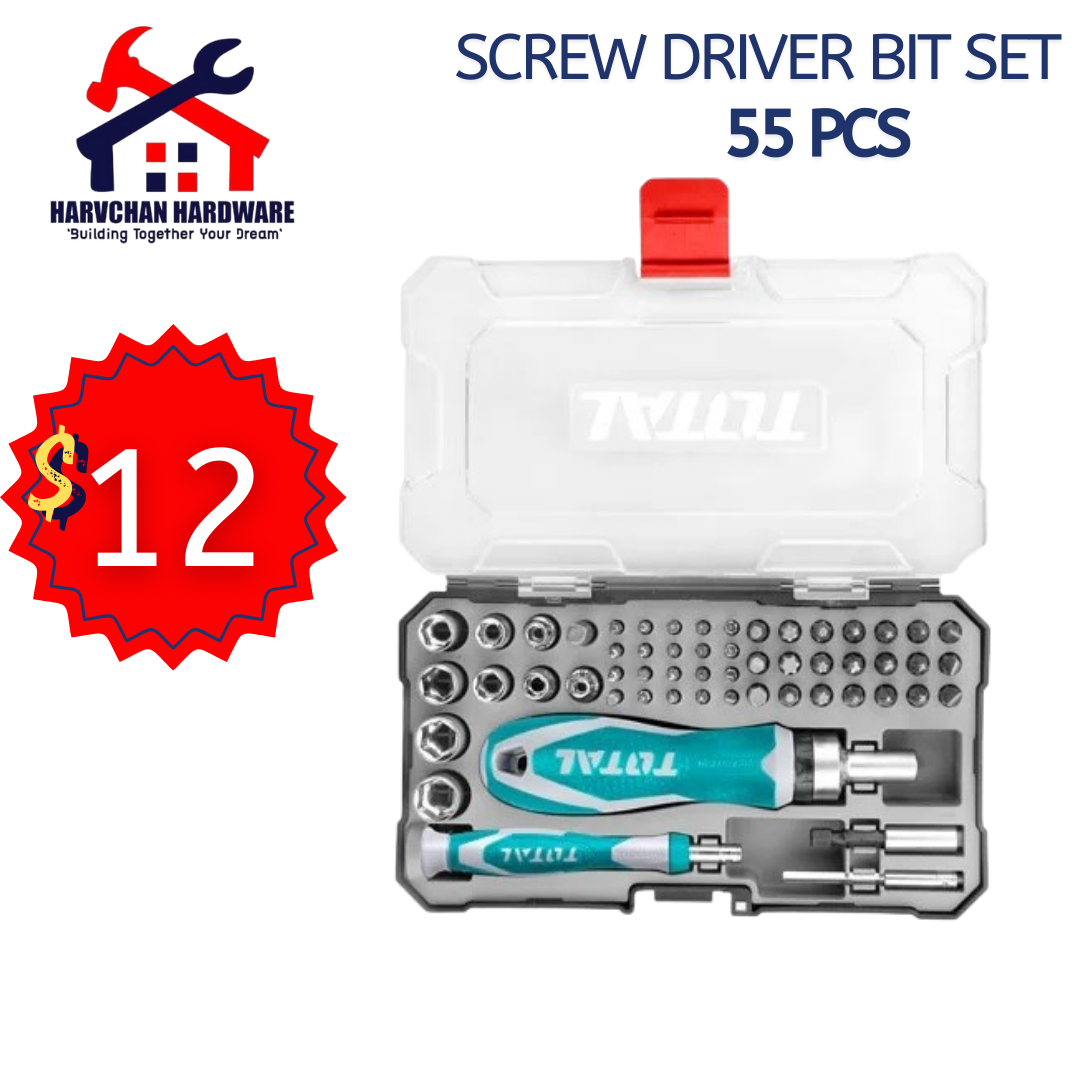 HARVCHAN HARDWARE
'Building Together Your Dream'
SCREW DRIVER BIT SET
55 PCS
$12
TOTAL
TOTAL
TOTAL